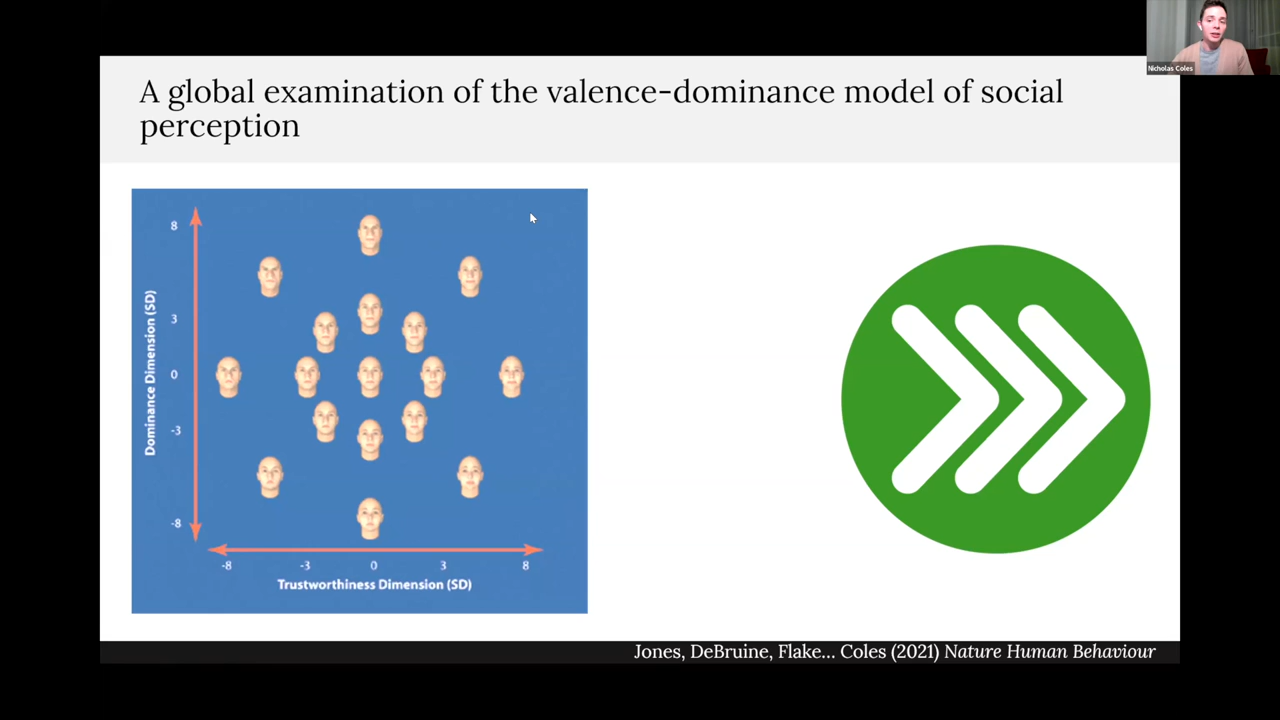 Nicholas Coles
A global examination of the valence-dominance model of social
perception
8
3
0
-3
-8
Dominance Dimension (SD)
-8
-3
0
3
8
Trustworthiness Dimension (SD)
Jones, DeBruine, Flake... Coles (2021) Nature Human Behaviour